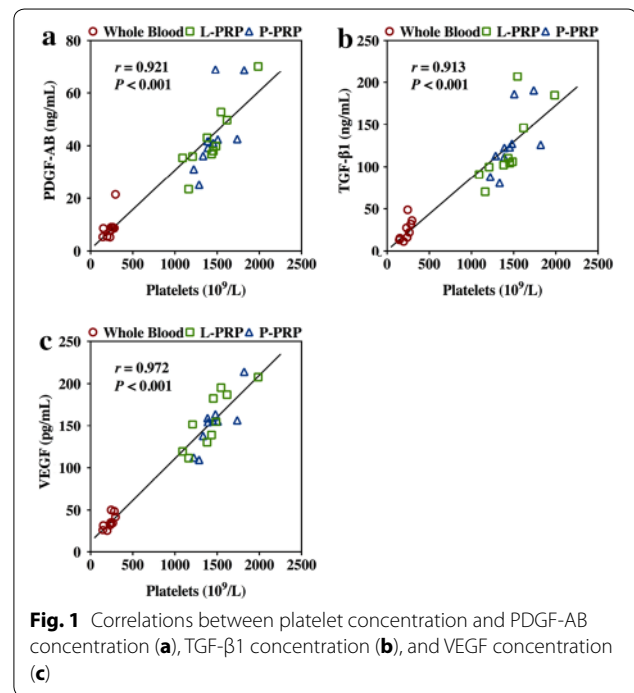 a
○ Whole Blood □ L-PRP △ P-PRP
80
60
40
20
0
PDGF-AB (ng/mL)
r = 0.921
P < 0.001
0 500 1000 1500 2000 2500
Platelets (10⁹/L)
b
○ Whole Blood □ L-PRP △ P-PRP
250
200
150
100
50
0
TGF-β1 (ng/mL)
r = 0.913
P < 0.001
0 500 1000 1500 2000 2500
Platelets (10⁹/L)
○ Whole Blood □ L-PRP △ P-PRP
c
250
200
150
100
50
0
VEGF (pg/mL)
r = 0.972
P < 0.001
0 500 1000 1500 2000 2500
Platelets (10⁹/L)
Fig. 1 Correlations between platelet concentration and PDGF-AB
concentration (a), TGF-β1 concentration (b), and VEGF concentration
(c)